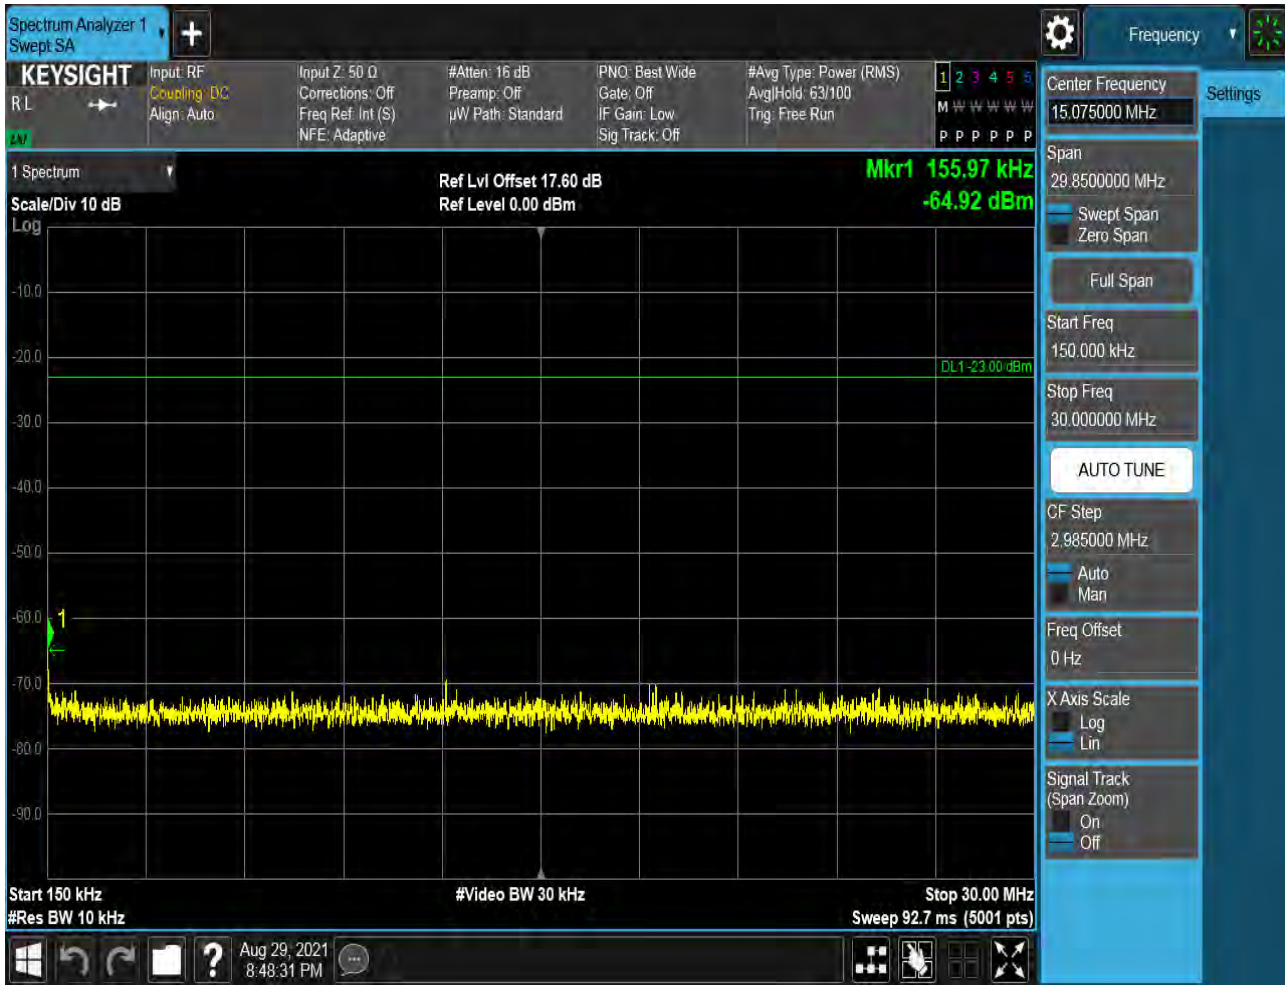 Spectrum Analyzer 1
Swept SA
Frequency
KEYSIGHT
R L
LNI
Input: RF
Coupling: DC
Align: Auto
Input Z: 50 Ω
Corrections: Off
Freq Ref: Int (S)
NFE: Adaptive
#Atten: 16 dB
Preamp: Off
µW Path: Standard
PNO: Best Wide
Gate: Off
IF Gain: Low
Sig Track: Off
#Avg Type: Power (RMS)
Avg|Hold: 63/100
Trig: Free Run
1 2 3 4 5 6
M W W W W W
P P P P P P
1 Spectrum
Scale/Div 10 dB
Log
Ref Lvl Offset 17.60 dB
Ref Level 0.00 dBm
Mkr1 155.97 kHz
-64.92 dBm
-10.0
-20.0
DL1 -23.00 dBm
-30.0
-40.0
-50.0
-60.0
1
-70.0
-80.0
-90.0
Start 150 kHz
#Res BW 10 kHz
#Video BW 30 kHz
Stop 30.00 MHz
Sweep 92.7 ms (5001 pts)
Center Frequency
15.075000 MHz
Settings
Span
29.8500000 MHz
Swept Span
Zero Span
Full Span
Start Freq
150.000 kHz
Stop Freq
30.000000 MHz
AUTO TUNE
CF Step
2.985000 MHz
Auto
Man
Freq Offset
0 Hz
X Axis Scale
Log
Lin
Signal Track
(Span Zoom)
On
Off
?
Aug 29, 2021
8:48:31 PM